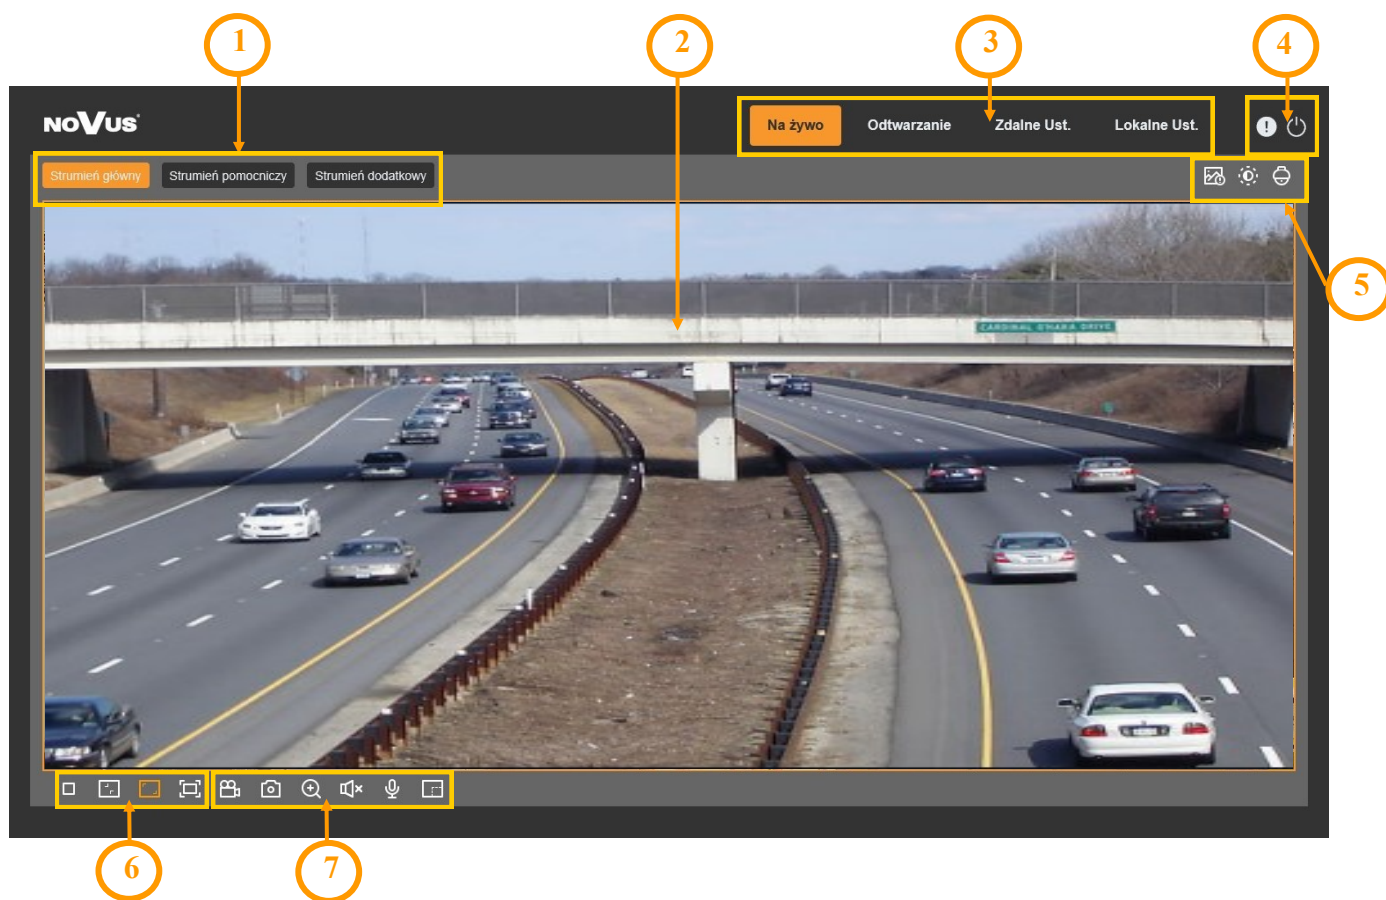 1
2
3
4
NOVUS
Na żywo
Odtwarzanie
Zdalne Ust.
Lokalne Ust.
Strumień główny
Strumień pomocniczy
Strumień dodatkowy
5
CARDINAL O'HARA DRIVE
6
7